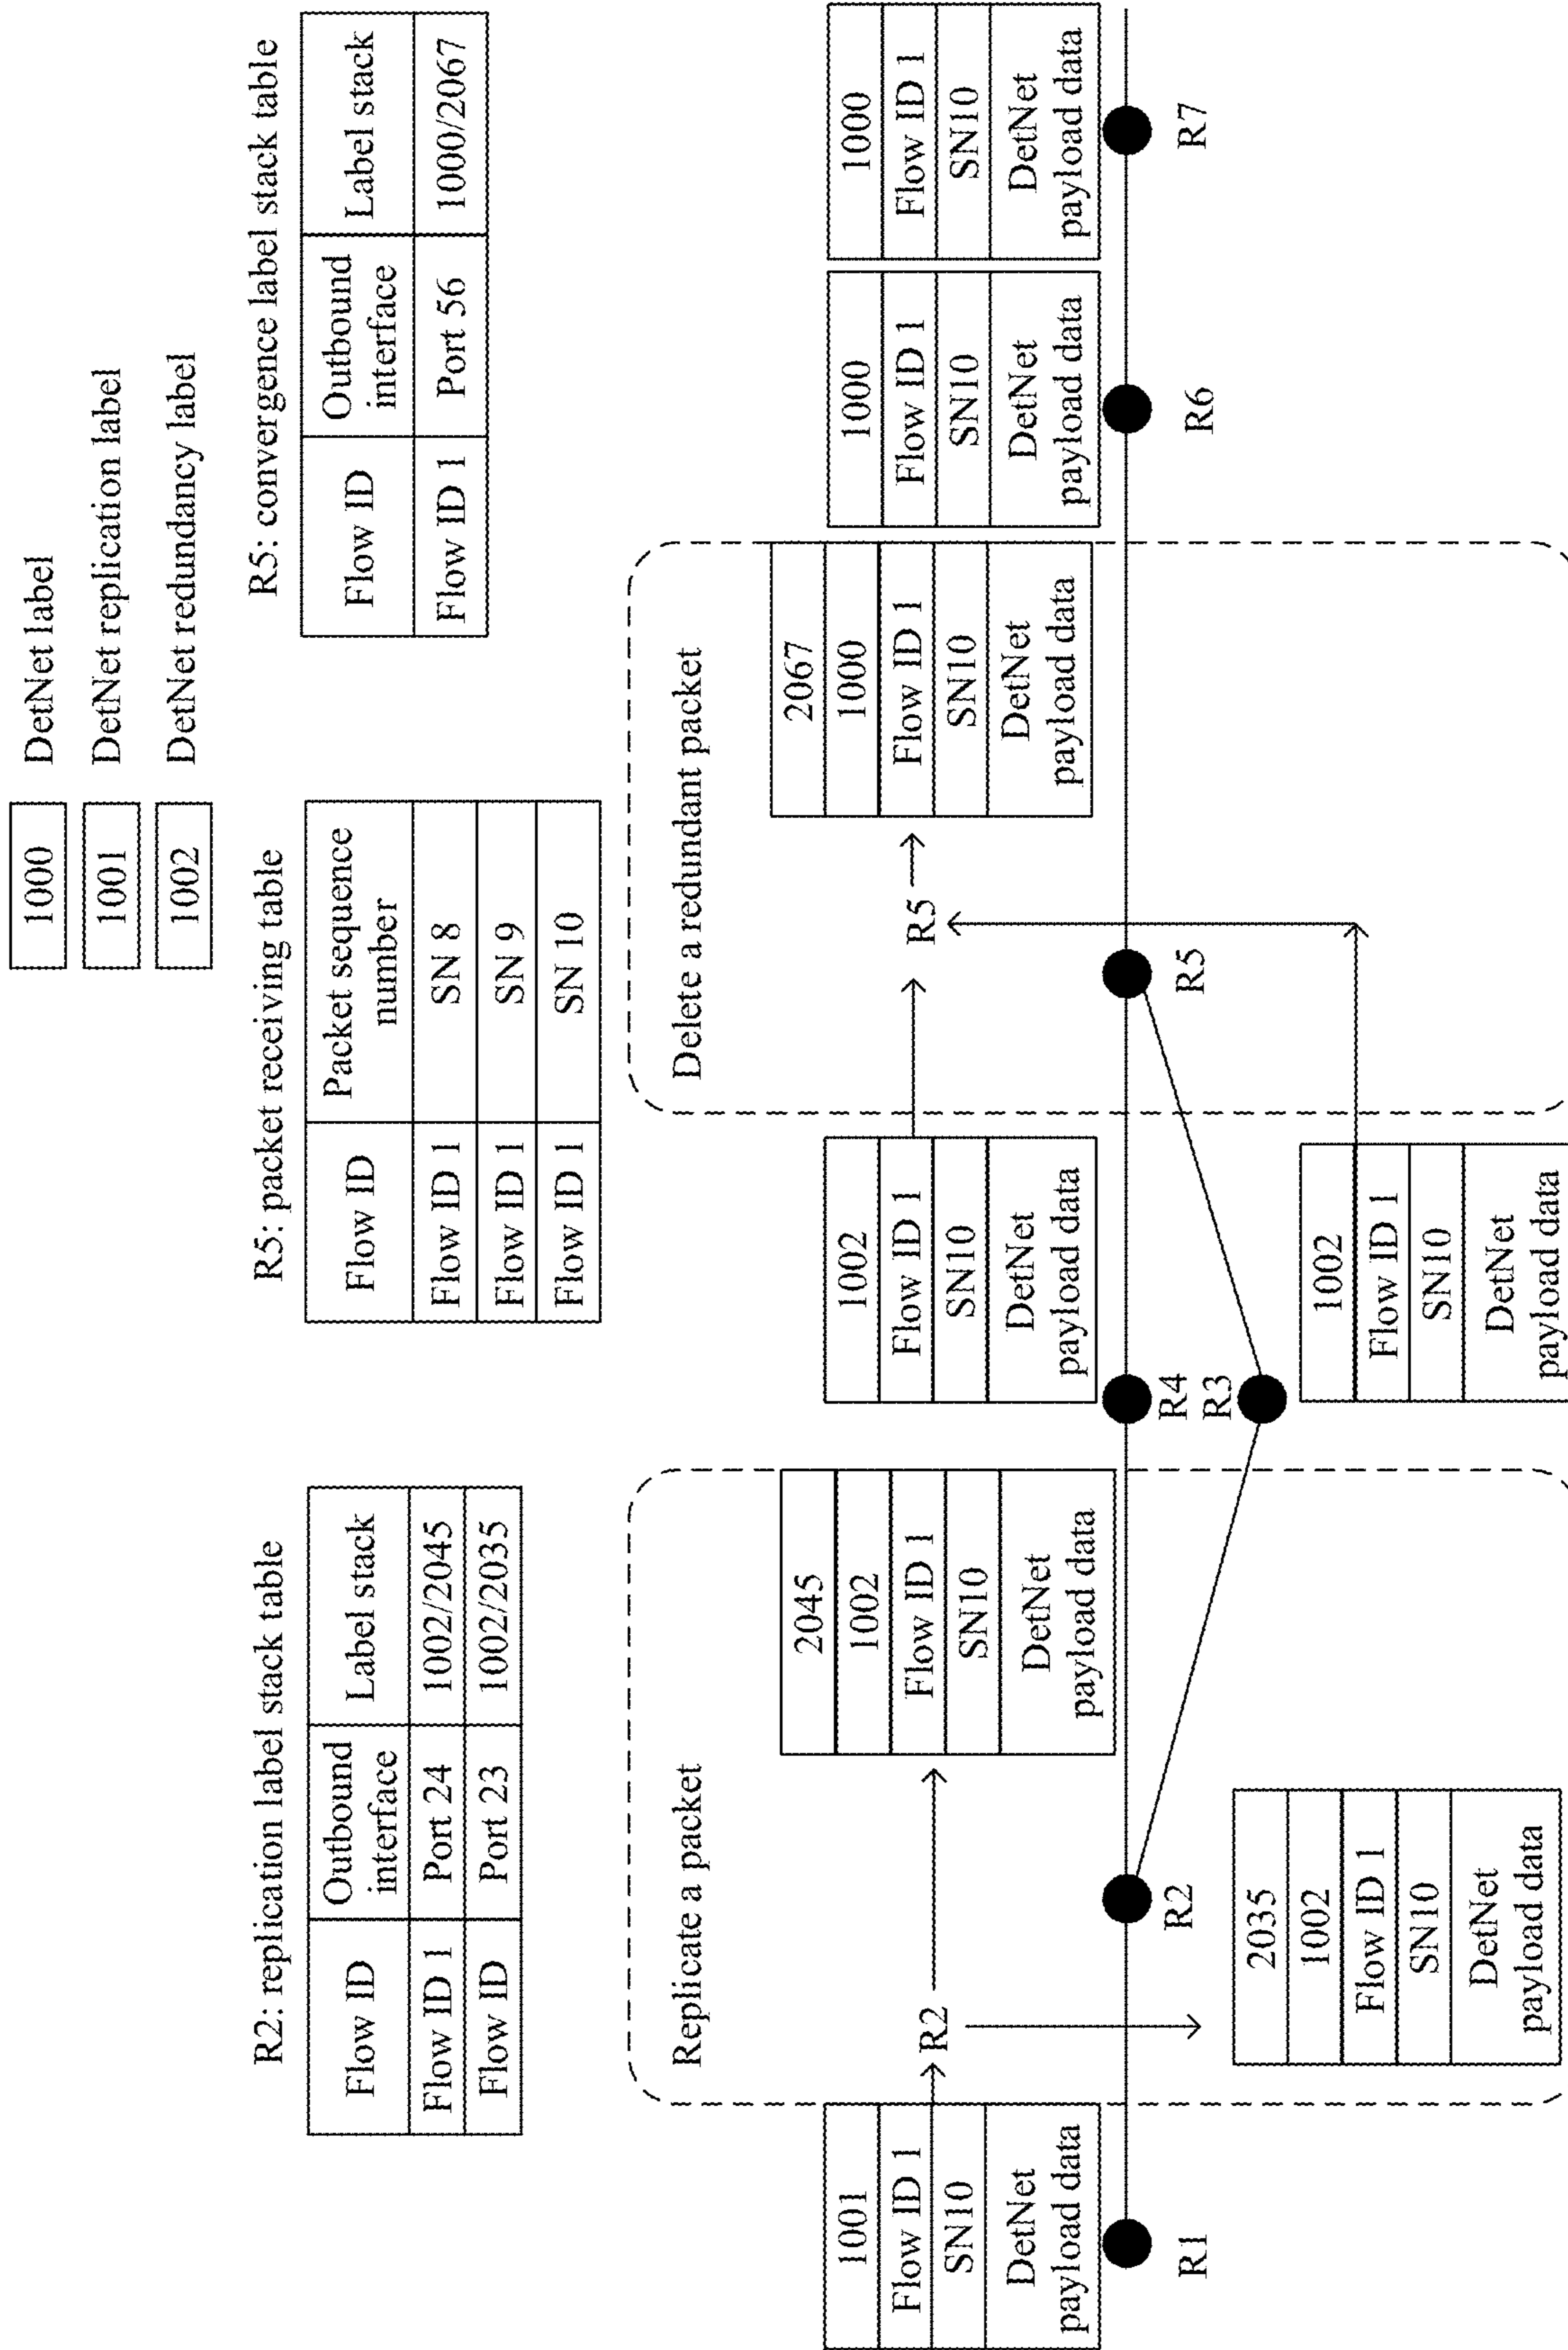 1000 DetNet label
1001 DetNet replication label
1002 DetNet redundancy label
R2: replication label stack table
Flow ID Outbound interface Label stack
Flow ID 1 Port 24 1002/2045
Flow ID Port 23 1002/2035
R5: packet receiving table
Flow ID Packet sequence number
Flow ID 1 SN 8
Flow ID 1 SN 9
Flow ID 1 SN 10
R5: convergence label stack table
Flow ID Outbound interface Label stack
Flow ID 1 Port 56 1000/2067
Replicate a packet
Delete a redundant packet
1001
Flow ID 1
SN10
DetNet
payload data
R2
2045
1002
Flow ID 1
SN10
DetNet
payload data
1002
Flow ID 1
SN10
DetNet
payload data
R5
2067
1000
Flow ID 1
SN10
DetNet
payload data
1000
Flow ID 1
SN10
DetNet
payload data
1000
Flow ID 1
SN10
DetNet
payload data
R1
R2
R4
R3
R5
R6
R7
2035
1002
Flow ID 1
SN10
DetNet
payload data
1002
Flow ID 1
SN10
DetNet
payload data